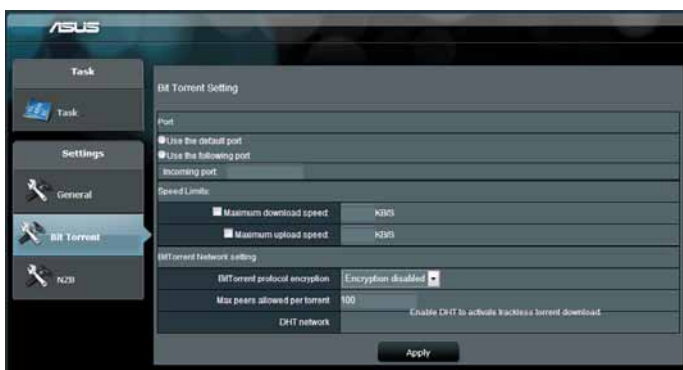 ASUS
Task
Task
Settings
General
Bit Torrent
NZB
Bit Torrent Setting
Port
Use the default port
Use the following port
Incoming port:
Speed Limits:
Maximum download speed: KB/S
Maximum upload speed: KB/S
BitTorrent Network setting
BitTorrent protocol encryption Encryption disabled
Max peers allowed per torrent 100
DHT network Enable DHT to activate trackless torrent download.
Apply